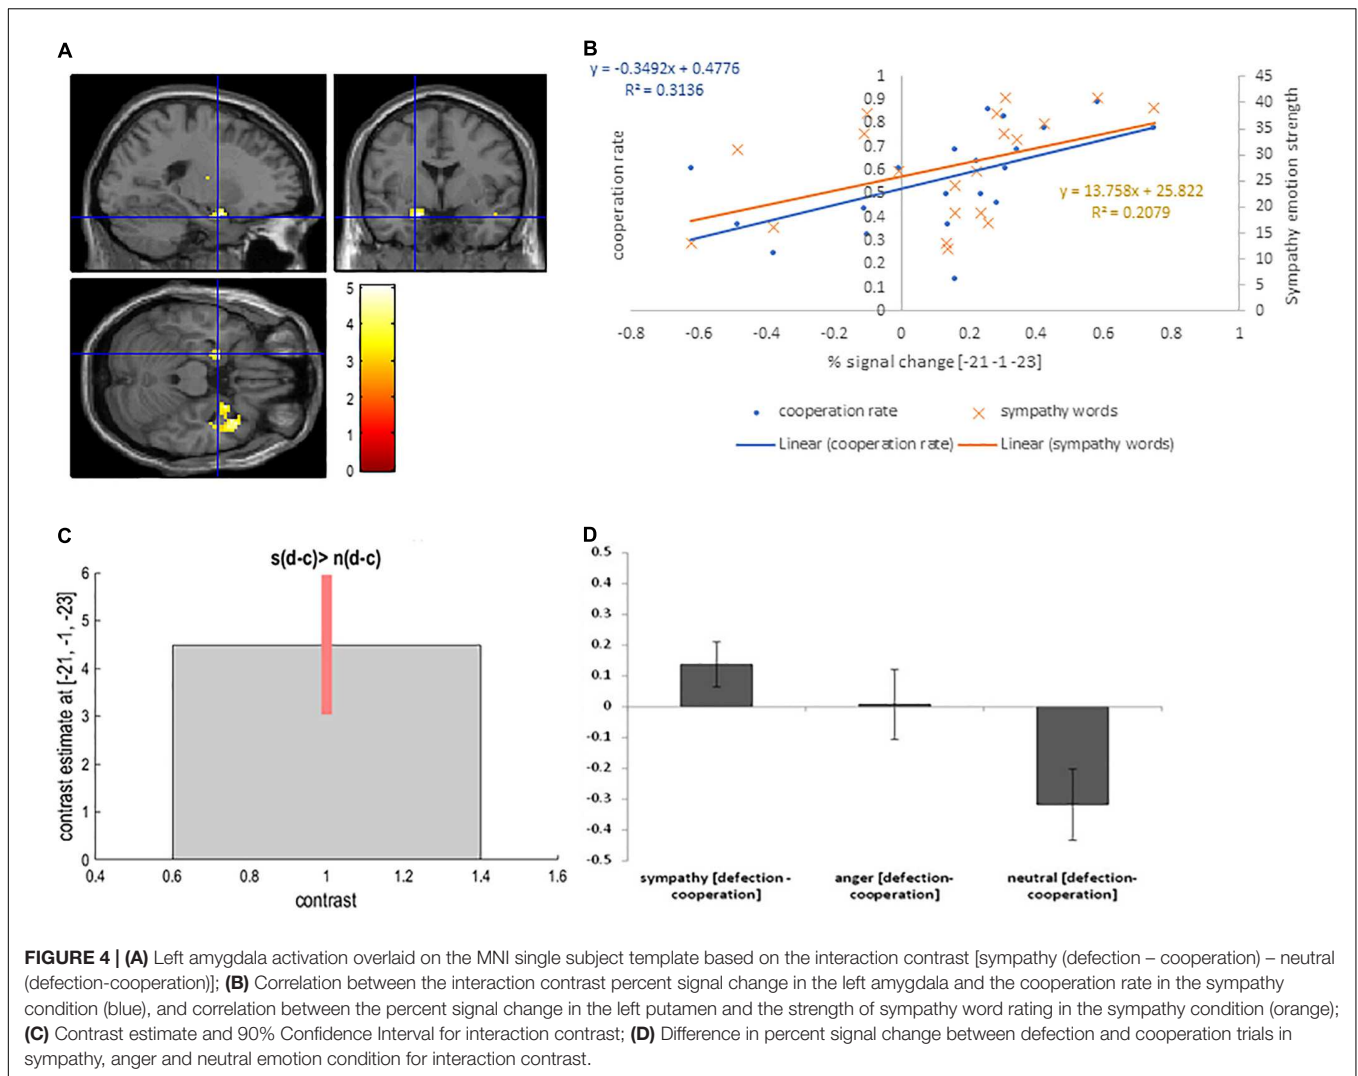 A
5
4
3
2
1
0
B
y = -0.3492x + 0.4776
R² = 0.3136
cooperation rate
1
0.9
0.8
0.7
0.6
0.5
0.4
0.3
0.2
0.1
0
45
40
35
30
25
20
15
10
5
0
Sympathy emotion strength
y = 13.758x + 25.822
R² = 0.2079
-0.8 -0.6 -0.4 -0.2 0 0.2 0.4 0.6 0.8 1
% signal change [-21 -1 -23]
cooperation rate sympathy words
Linear (cooperation rate) Linear (sympathy words)
C
s(d-c)> n(d-c)
contrast estimate at [-21, -1, -23]
6
5
4
3
2
1
0
0.4 0.6 0.8 1 1.2 1.4 1.6
contrast
D
0.5
0.4
0.3
0.2
0.1
0
-0.1
-0.2
-0.3
-0.4
-0.5
sympathy [defection -
cooperation]
anger [defection-
cooperation]
neutral [defection-
cooperation]
FIGURE 4 | (A) Left amygdala activation overlaid on the MNI single subject template based on the interaction contrast [sympathy (defection – cooperation) – neutral
(defection-cooperation)]; (B) Correlation between the interaction contrast percent signal change in the left amygdala and the cooperation rate in the sympathy
condition (blue), and correlation between the percent signal change in the left putamen and the strength of sympathy word rating in the sympathy condition (orange);
(C) Contrast estimate and 90% Confidence Interval for interaction contrast; (D) Difference in percent signal change between defection and cooperation trials in
sympathy, anger and neutral emotion condition for interaction contrast.